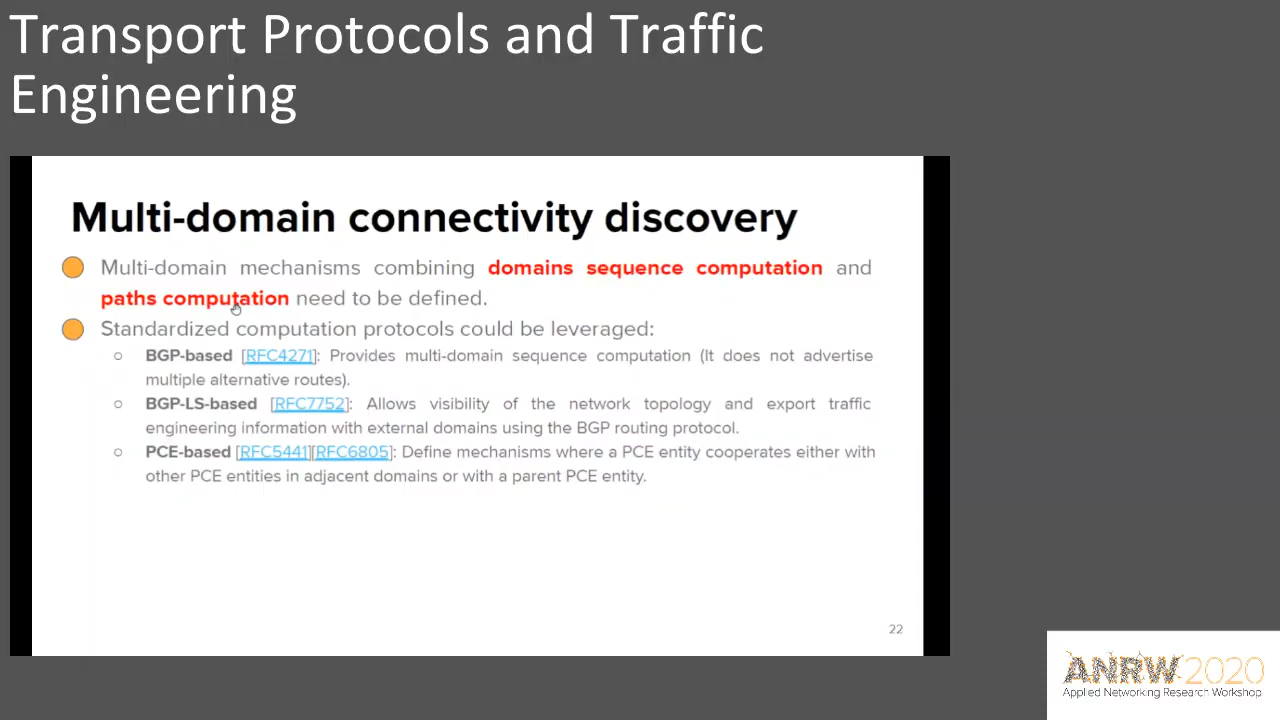 Transport Protocols and Traffic
Engineering
Multi-domain connectivity discovery
Multi-domain mechanisms combining domains sequence computation and
paths computation need to be defined.
Standardized computation protocols could be leveraged:
BGP-based [RFC4271]: Provides multi-domain sequence computation (It does not advertise
multiple alternative routes).
BGP-LS-based [RFC7752]: Allows visibility of the network topology and export traffic
engineering information with external domains using the BGP routing protocol.
PCE-based [RFC5441][RFC6805]: Define mechanisms where a PCE entity cooperates either with
other PCE entities in adjacent domains or with a parent PCE entity.
22
ANRW2020
Applied Networking Research Workshop